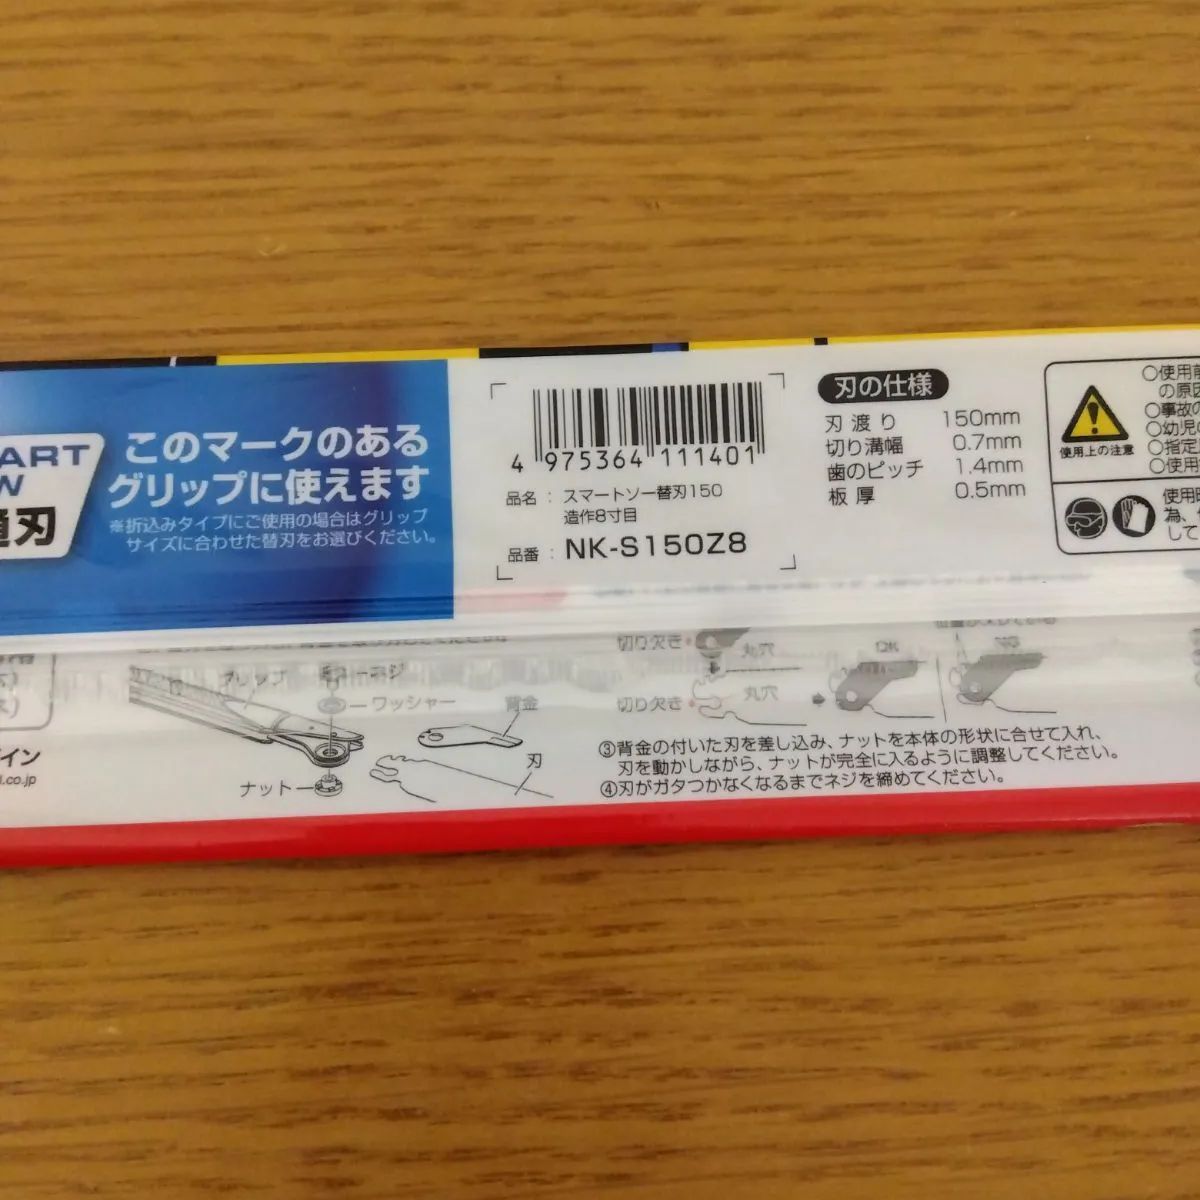 ART
W
刃
このマークのある
グリップに使えます
※折込みタイプにご使用の場合はグリップ
サイズに合わせた替刃をお選びください。
4 975364 111401
品名 : スマートソー替刃150
造作8寸目
品番 : NK-S150Z8
刃の仕様
刃渡り 150mm
切り溝幅 0.7mm
歯のピッチ 1.4mm
板厚 0.5mm
使用上の注意
○使用前
の原因
○事故の
○幼児の
○指定
○使用
使用時
為、
して
グリップ
ワッシャー
背金
刃
ナット
イン
l.co.jp
切り欠き
丸穴
OK
NG
切り欠き
丸穴
③背金の付いた刃を差し込み、ナットを本体の形状に合せて入れ、
刃を動かしながら、ナットが完全に入るように調整してください。
④刃がガタつかなくなるまでネジを締めてください。